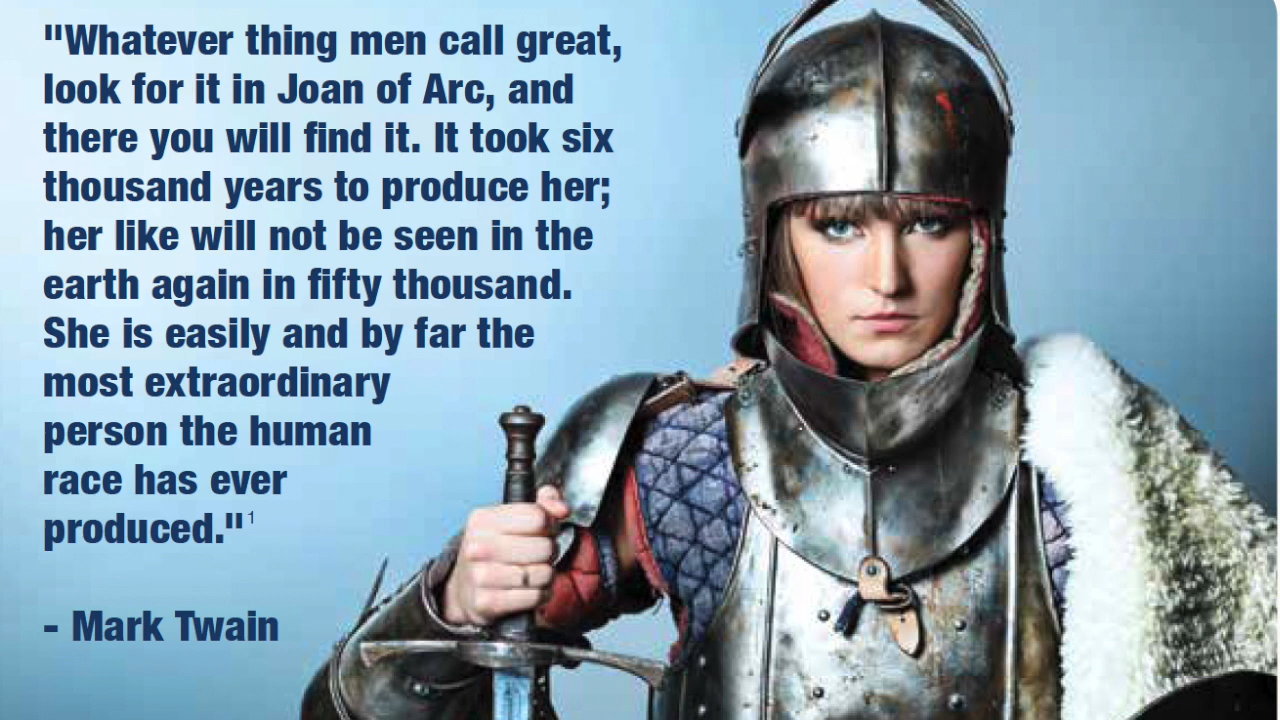 "Whatever thing men call great,
look for it in Joan of Arc, and
there you will find it. It took six
thousand years to produce her;
her like will not be seen in the
earth again in fifty thousand.
She is easily and by far the
most extraordinary
person the human
race has ever
produced."¹
- Mark Twain